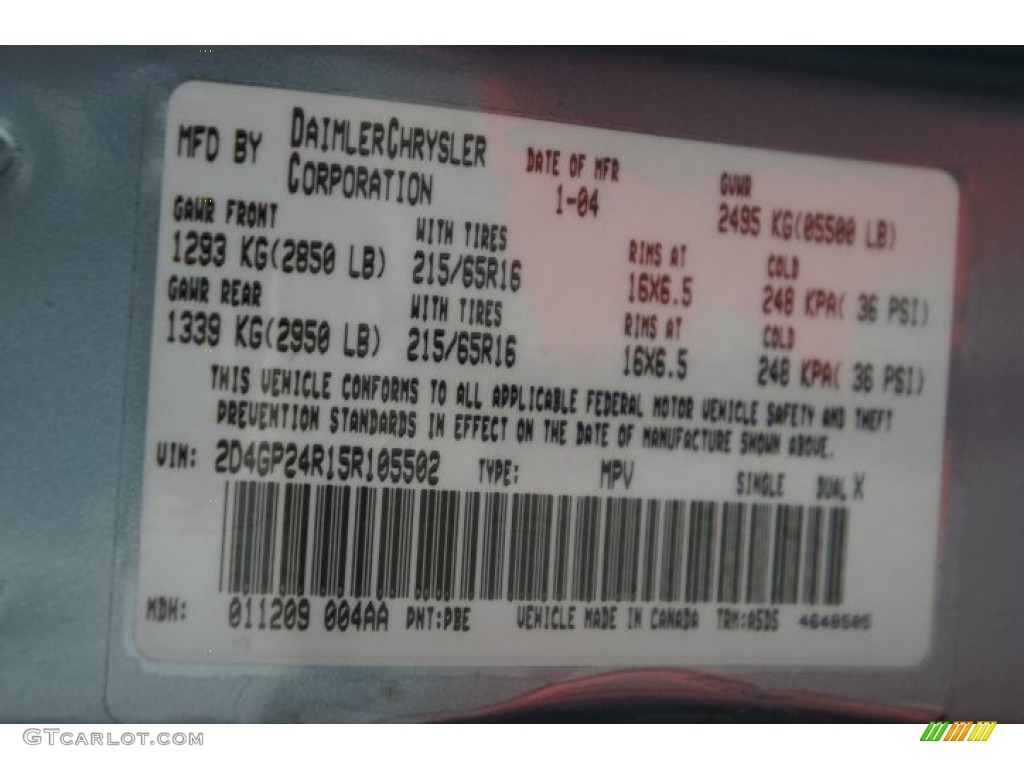 MFD BY DAIMLERCHRYSLER CORPORATION DATE OF MFR 1-04 GVWR 2495 KG(05500 LB)
GAWR FRONT WITH TIRES RIMS AT COLD
1293 KG(2850 LB) 215/65R16 16X6.5 248 KPA( 36 PSI)
GAWR REAR WITH TIRES RIMS AT COLD
1339 KG(2950 LB) 215/65R16 16X6.5 248 KPA( 36 PSI)
THIS VEHICLE CONFORMS TO ALL APPLICABLE FEDERAL MOTOR VEHICLE SAFETY AND THEFT
PREVENTION STANDARDS IN EFFECT ON THE DATE OF MANUFACTURE SHOWN ABOVE.
VIN: 2D4GP24R15R105502 TYPE: MPV SINGLE DUAL X
MDH: 011209 004AA PNT:PBE VEHICLE MADE IN CANADA TRM:A5D5 4648505
GTCARLOT.COM